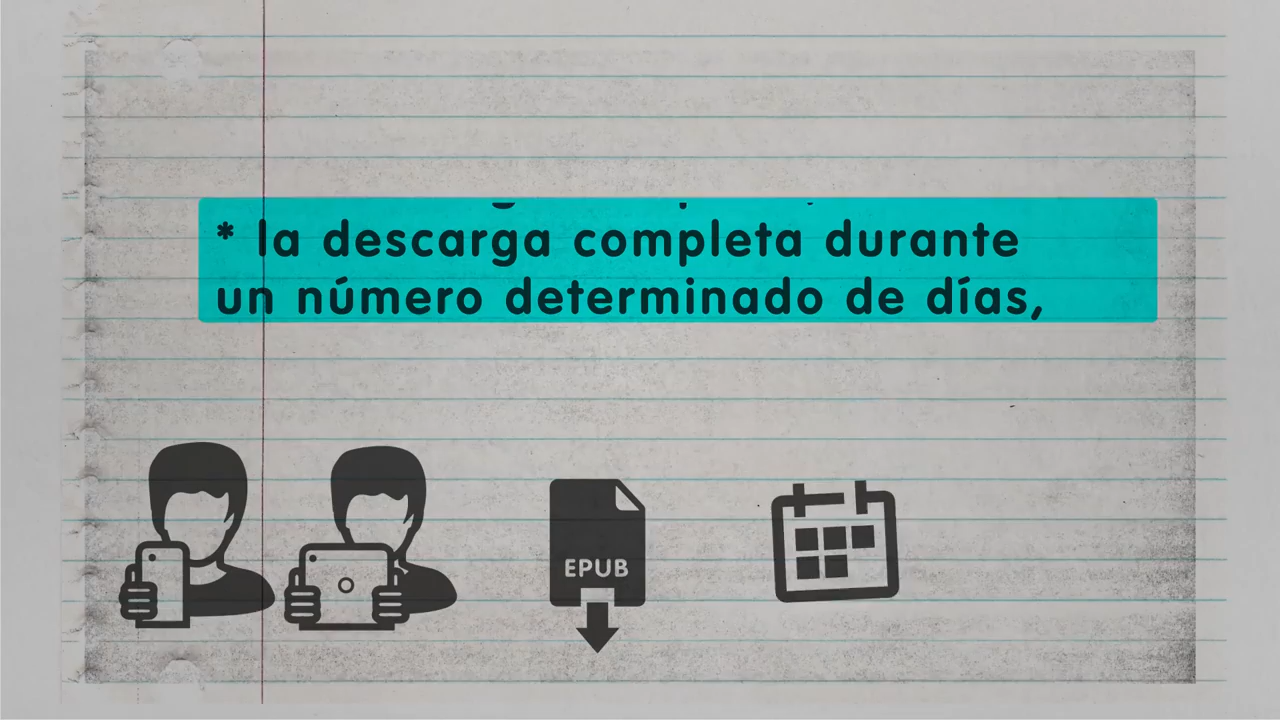 * la descarga completa durante
un número determinado de días,
EPUB